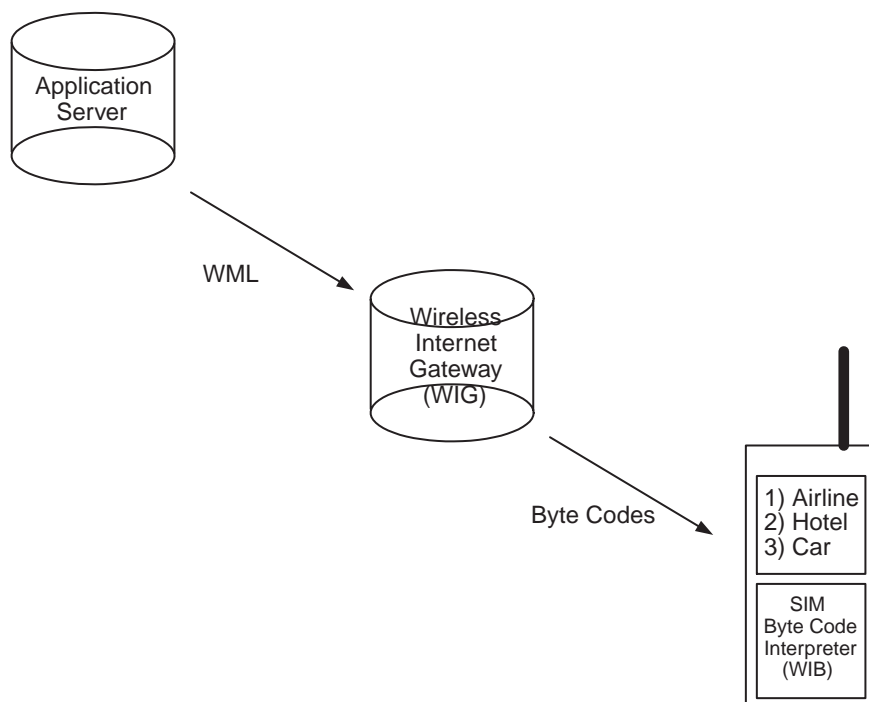 Application
Server
WML
Wireless
Internet
Gateway
(WIG)
Byte Codes
1) Airline
2) Hotel
3) Car
SIM
Byte Code
Interpreter
(WIB)